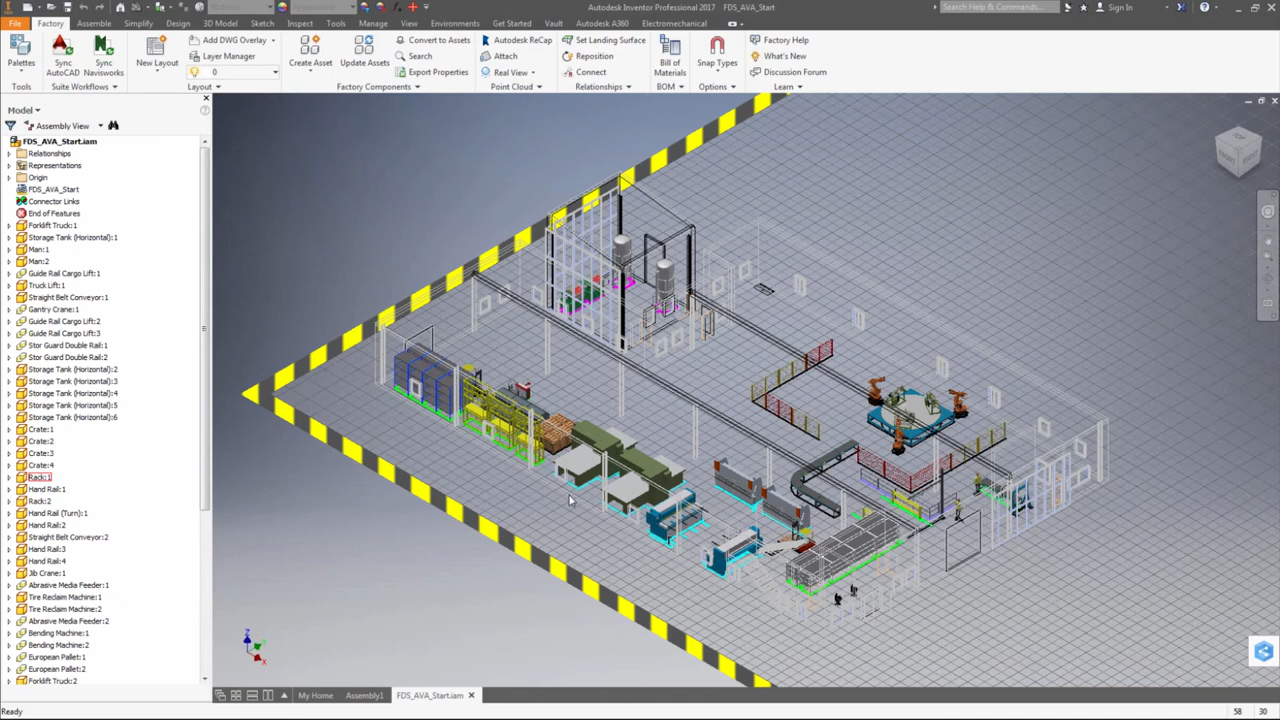 Autodesk Inventor Professional 2017 FDS_AVA_Start
Search Help & Commands... Sign In
File Factory Assemble Simplify Design 3D Model Sketch Inspect Tools Manage View Environments Get Started Vault Autodesk A360 Electromechanical
Palettes
Sync AutoCAD
Sync Navisworks
New Layout
Add DWG Overlay
Layer Manager
0
Create Asset
Update Assets
Convert to Assets
Search
Export Properties
Autodesk ReCap
Attach
Real View
Set Landing Surface
Reposition
Connect
Bill of Materials
Snap Types
Factory Help
What's New
Discussion Forum
Tools Suite Workflows Layout Factory Components Point Cloud Relationships BOM Options Learn
Model
Assembly View
FDS_AVA_Start.iam
Relationships
Representations
Origin
FDS_AVA_Start
Connector Links
End of Features
Forklift Truck:1
Storage Tank (Horizontal):1
Man:1
Man:2
Guide Rail Cargo Lift:1
Truck Lift:1
Straight Belt Conveyor:1
Gantry Crane:1
Guide Rail Cargo Lift:2
Guide Rail Cargo Lift:3
Stor Guard Double Rail:1
Stor Guard Double Rail:2
Storage Tank (Horizontal):2
Storage Tank (Horizontal):3
Storage Tank (Horizontal):4
Storage Tank (Horizontal):5
Storage Tank (Horizontal):6
Crate:1
Crate:2
Crate:3
Crate:4
Rack:1
Hand Rail:1
Rack:2
Hand Rail (Turn):1
Hand Rail:2
Straight Belt Conveyor:2
Hand Rail:3
Hand Rail:4
Jib Crane:1
Abrasive Media Feeder:1
Tire Reclaim Machine:1
Tire Reclaim Machine:2
Abrasive Media Feeder:2
Bending Machine:1
Bending Machine:2
European Pallet:1
European Pallet:2
Forklift Truck:2
Z
X
My Home Assembly1 FDS_AVA_Start.iam
Ready 58 30